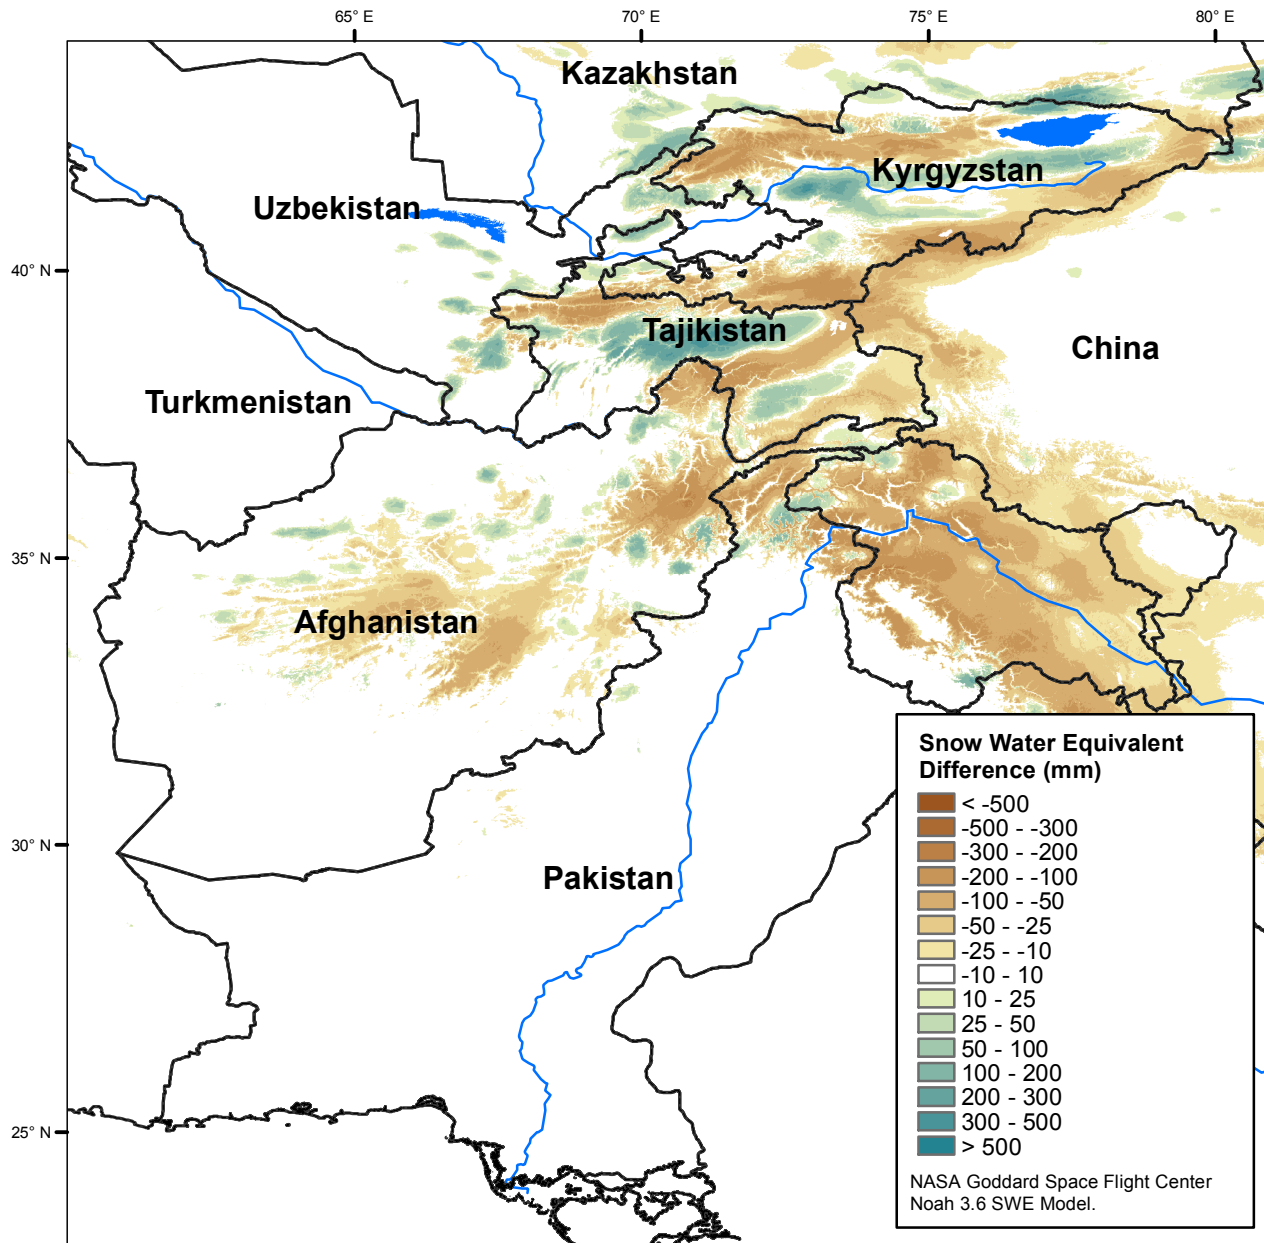 65° E
70° E
75° E
80° E
Kazakhstan
Kyrgyzstan
Uzbekistan
40° N
Tajikistan
China
Turkmenistan
35° N
Afghanistan
30° N
Pakistan
25° N
Snow Water Equivalent
Difference (mm)
< -500
-500 - -300
-300 - -200
-200 - -100
-100 - -50
-50 - -25
-25 - -10
-10 - 10
10 - 25
25 - 50
50 - 100
100 - 200
200 - 300
300 - 500
> 500
NASA Goddard Space Flight Center
Noah 3.6 SWE Model.